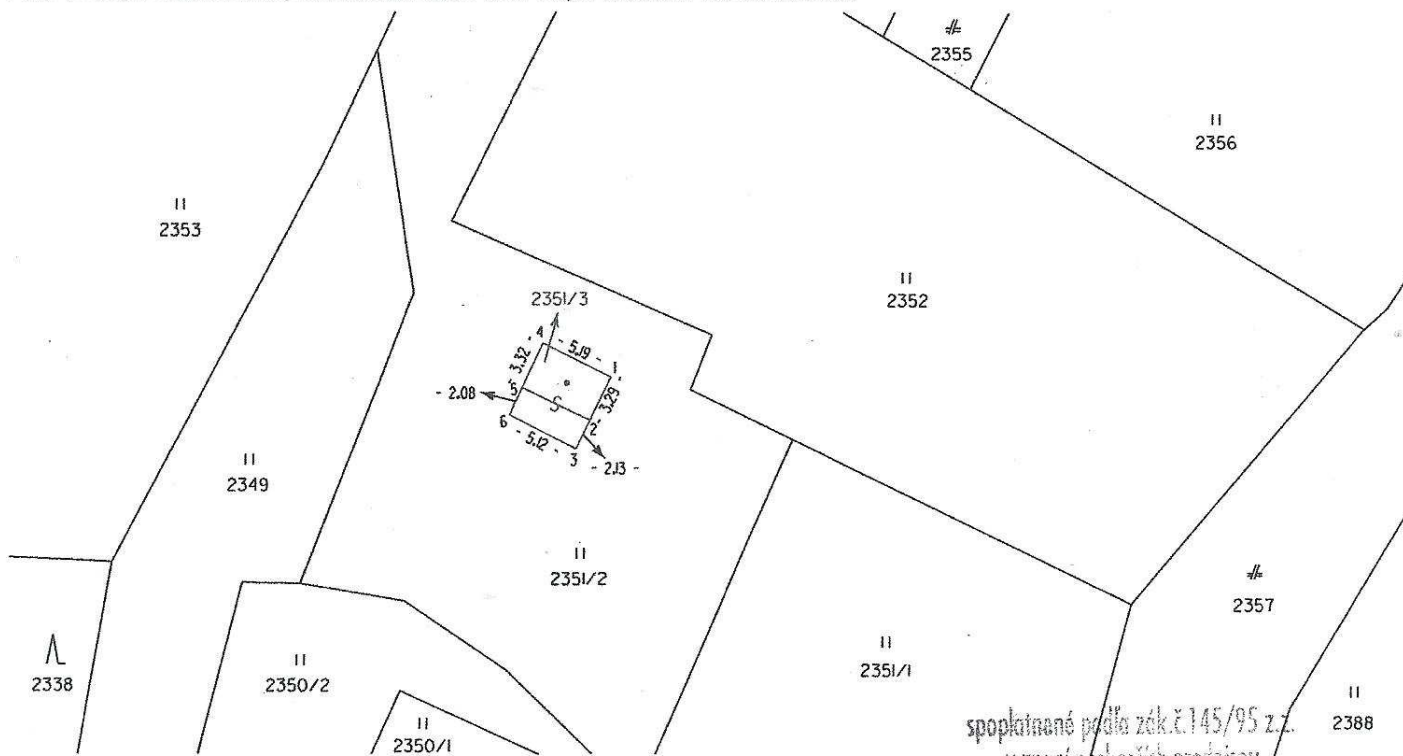 2355
2356
2353
2352
2351/3
4
- 5.19 -
1
- 3.32 -
- 3.29 -
- 2.08 -
5
S
2
6
- 5.12 -
3
- 2.13 -
2349
2351/2
2357
2338
2350/2
2351/1
2388
2350/1
spoplatnené podľa zák.č.145/95 z.z.